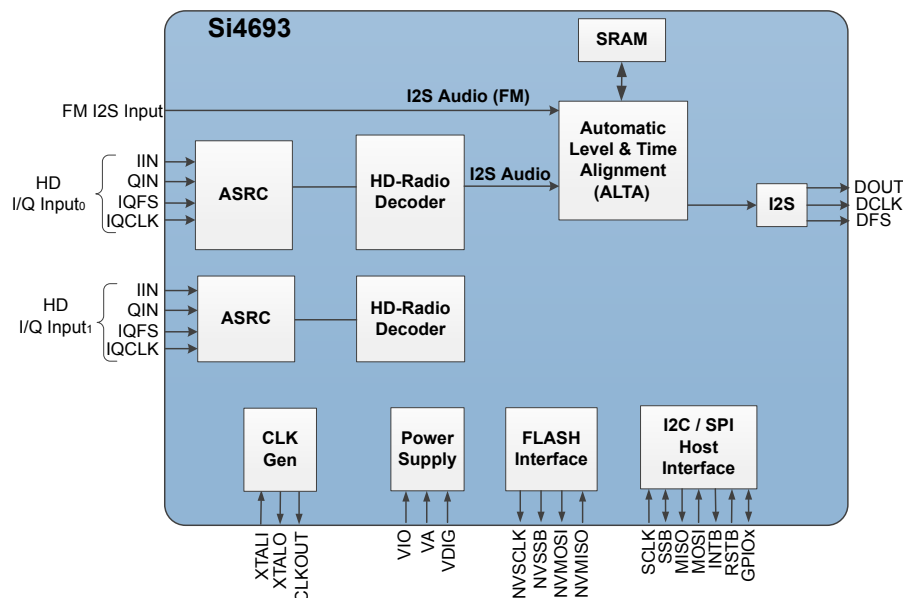 Si4693
SRAM
FM I2S Input
I2S Audio (FM)
Automatic
Level & Time
Alignment
(ALTA)
HD
I/Q Input0
IIN
QIN
IQFS
IQCLK
ASRC
HD-Radio
Decoder
I2S Audio
I2S
DOUT
DCLK
DFS
HD
I/Q Input1
IIN
QIN
IQFS
IQCLK
ASRC
HD-Radio
Decoder
CLK
Gen
Power
Supply
FLASH
Interface
I2C / SPI
Host
Interface
XTALI
XTALO
CLKOUT
VIO
VA
VDIG
NVSCLK
NVSSB
NVMOSI
NVMISO
SCLK
SSB
MISO
MOSI
INTB
RSTB
GPIOx